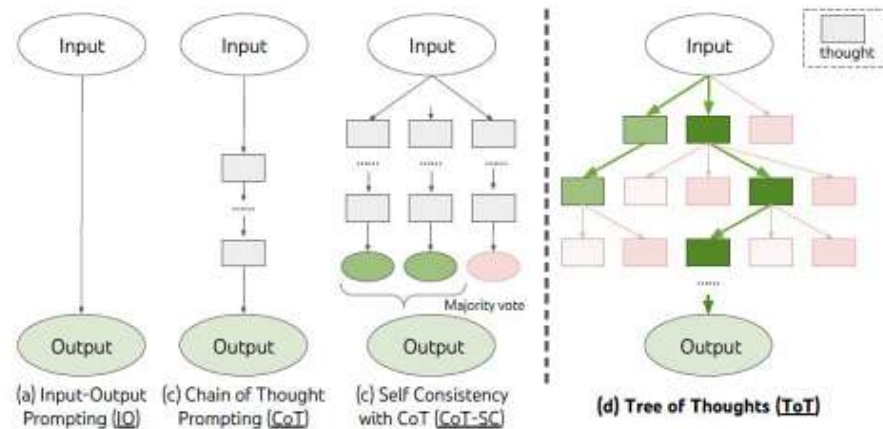 Input
Input
Input
Input
thought
Majority vote
Output
Output
Output
Output
(a) Input-Output
Prompting (IO)
(c) Chain of Thought
Prompting (CoT)
(c) Self Consistency
with CoT (CoT-SC)
(d) Tree of Thoughts (ToT)